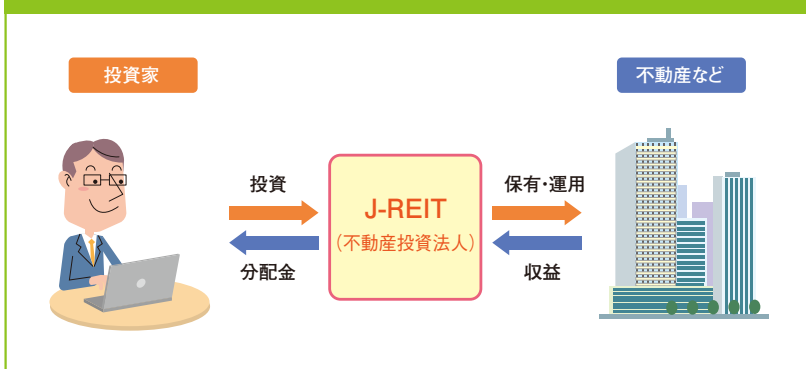 投資家
不動産など
投資
J-REIT
(不動産投資法人)
分配金
保有・運用
収益